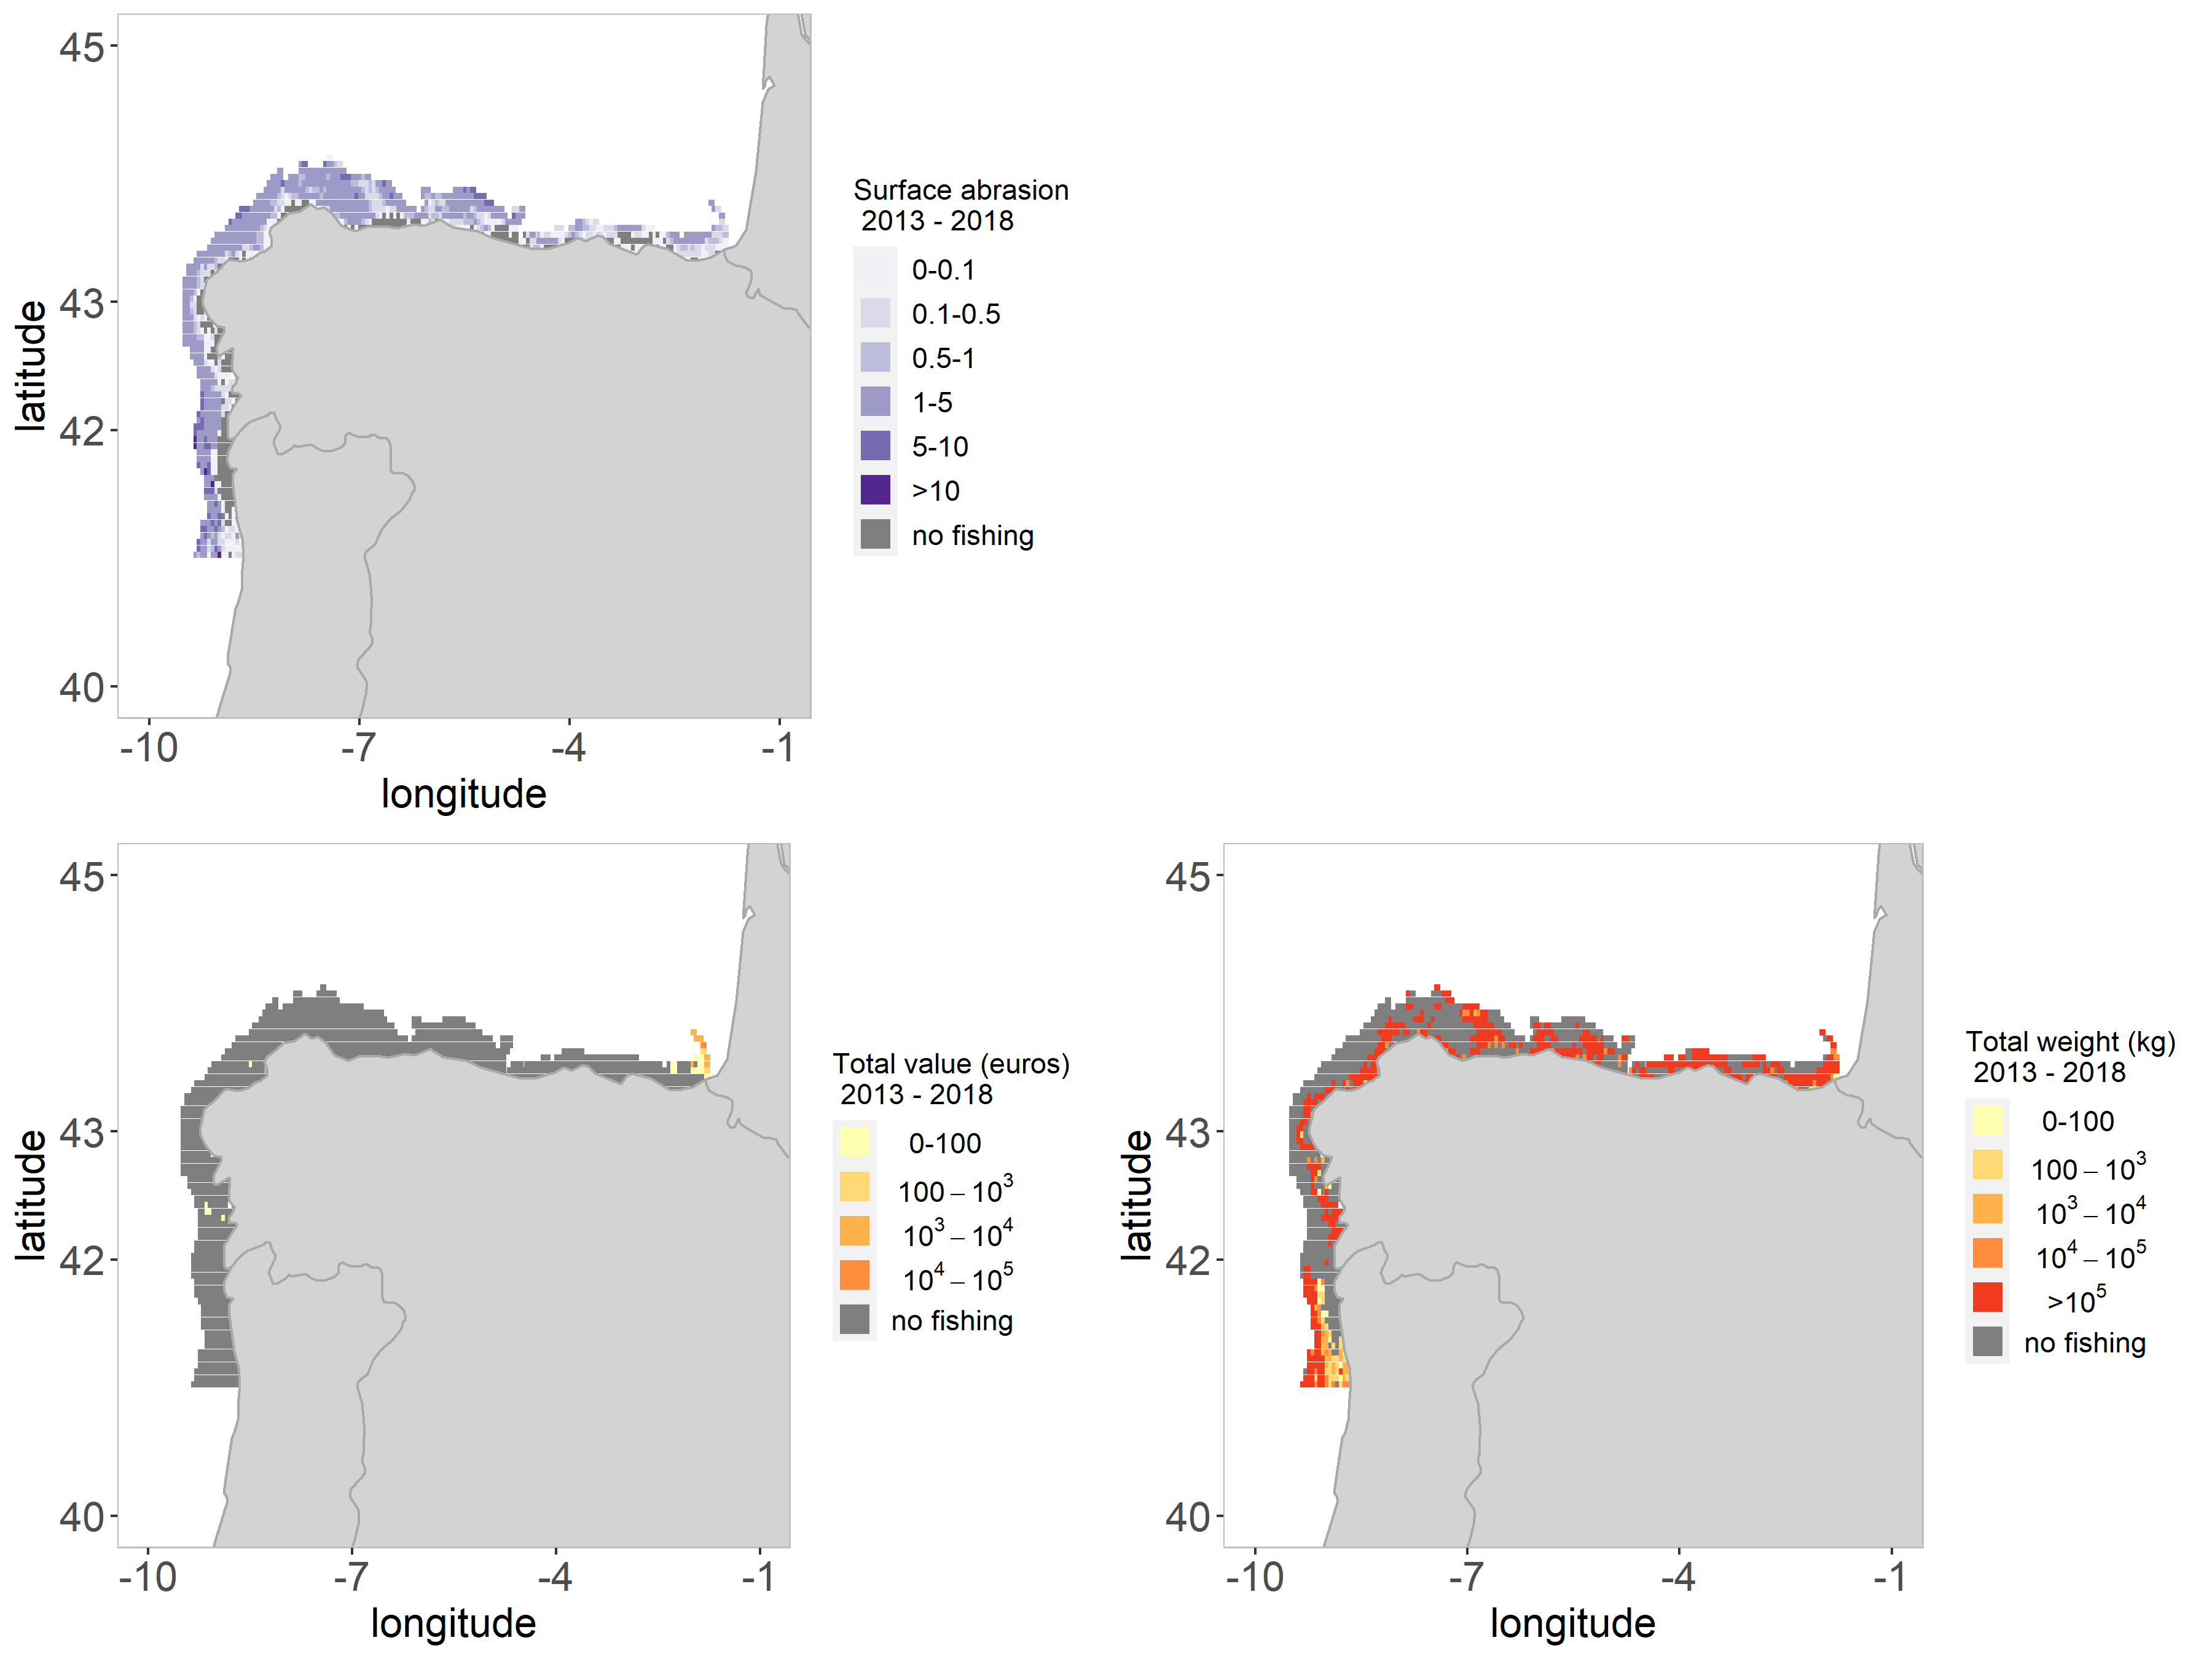 45
43
42
40
latitude
-10
-7
-4
-1
longitude
Surface abrasion
2013 - 2018
0-0.1
0.1-0.5
0.5-1
1-5
5-10
>10
no fishing
45
43
42
40
latitude
-10
-7
-4
-1
longitude
Total value (euros)
2013 - 2018
0-100
100 – 10³
10³ – 10⁴
10⁴ – 10⁵
no fishing
45
43
42
40
latitude
-10
-7
-4
-1
longitude
Total weight (kg)
2013 - 2018
0-100
100 – 10³
10³ – 10⁴
10⁴ – 10⁵
>10⁵
no fishing